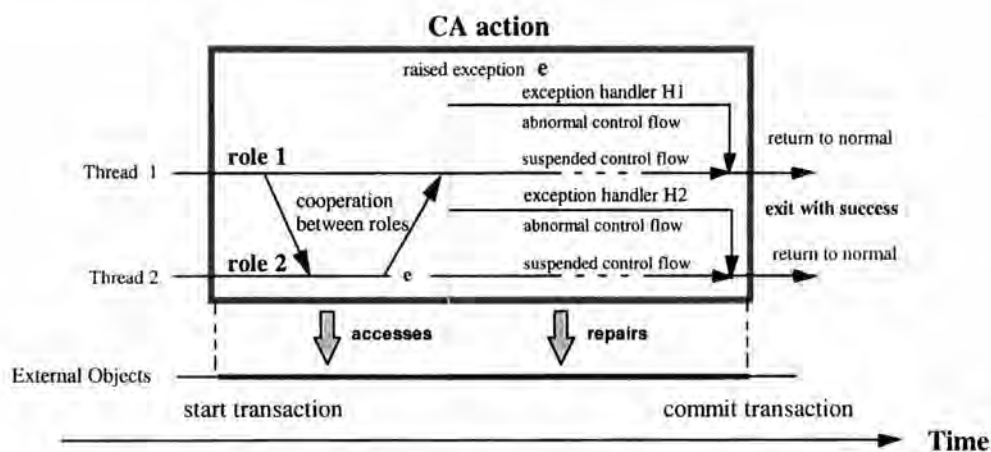 CA action
raised exception e
exception handler H1
abnormal control flow
return to normal
Thread 1
role 1
suspended control flow
cooperation
between roles
exception handler H2
exit with success
abnormal control flow
Thread 2
role 2
e
suspended control flow
return to normal
accesses
repairs
External Objects
start transaction
commit transaction
Time